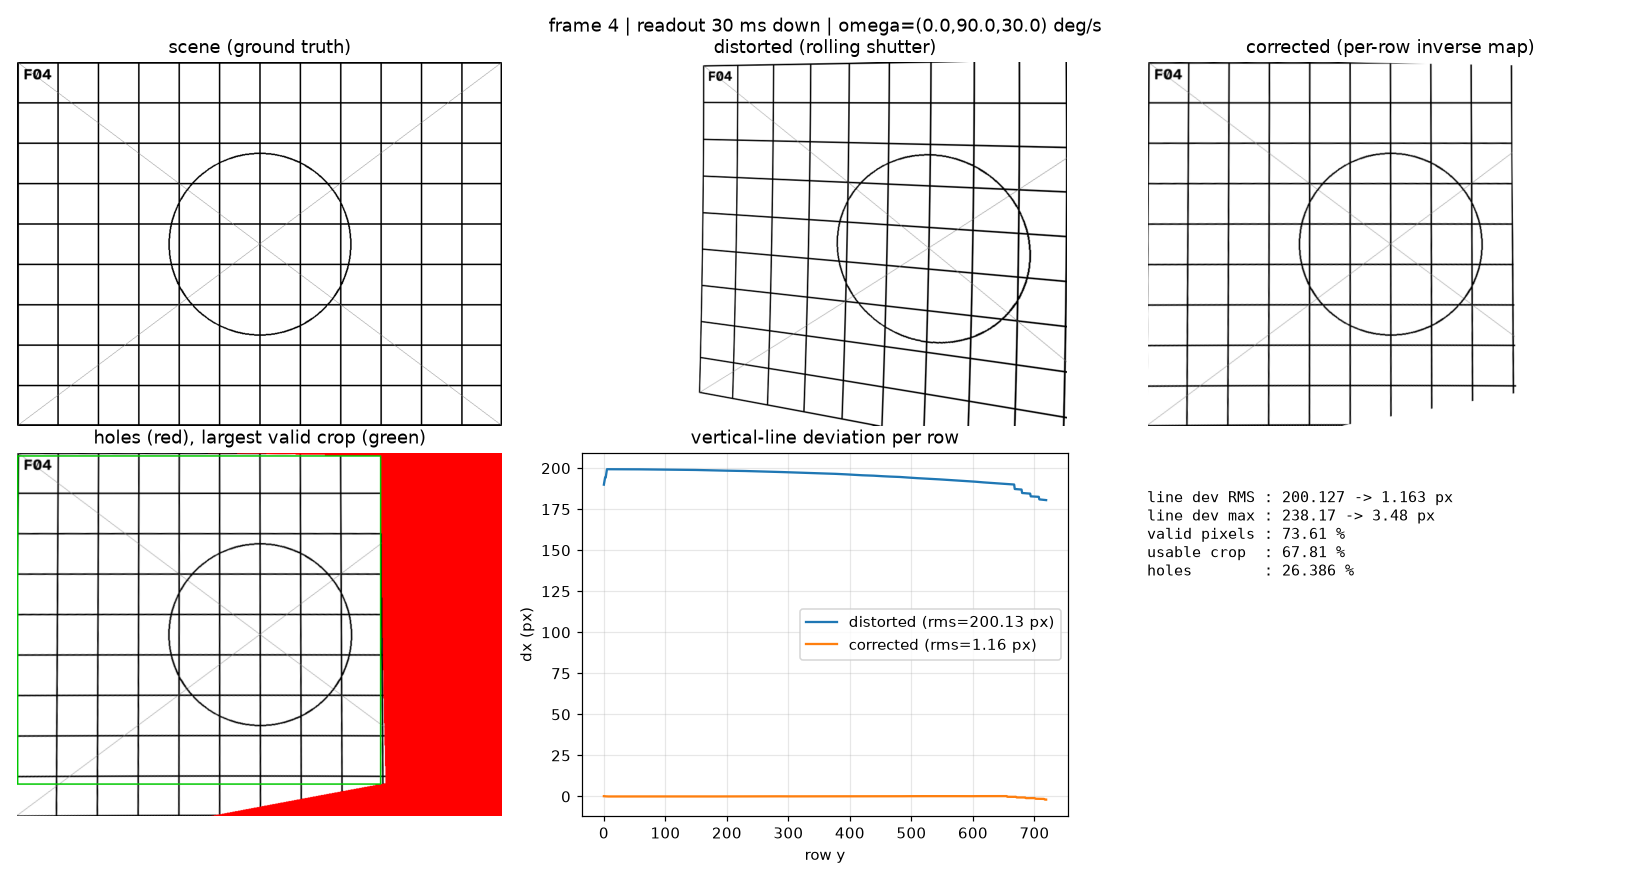 frame 4 | readout 30 ms down | omega=(0.0,90.0,30.0) deg/s
scene (ground truth)
distorted (rolling shutter)
corrected (per-row inverse map)
F04
F04
F04
holes (red), largest valid crop (green)
vertical-line deviation per row
F04
dx (px)
200
175
150
125
100
75
50
25
0
distorted (rms=200.13 px)
corrected (rms=1.16 px)
0 100 200 300 400 500 600 700
row y
line dev RMS : 200.127 -> 1.163 px
line dev max : 238.17 -> 3.48 px
valid pixels : 73.61 %
usable crop : 67.81 %
holes : 26.386 %